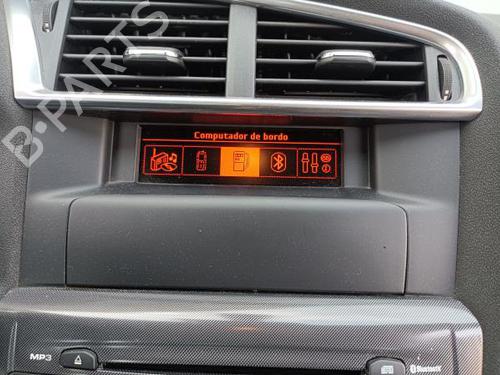 B-PARTS
Computador de bordo
MP3
Bluetooth